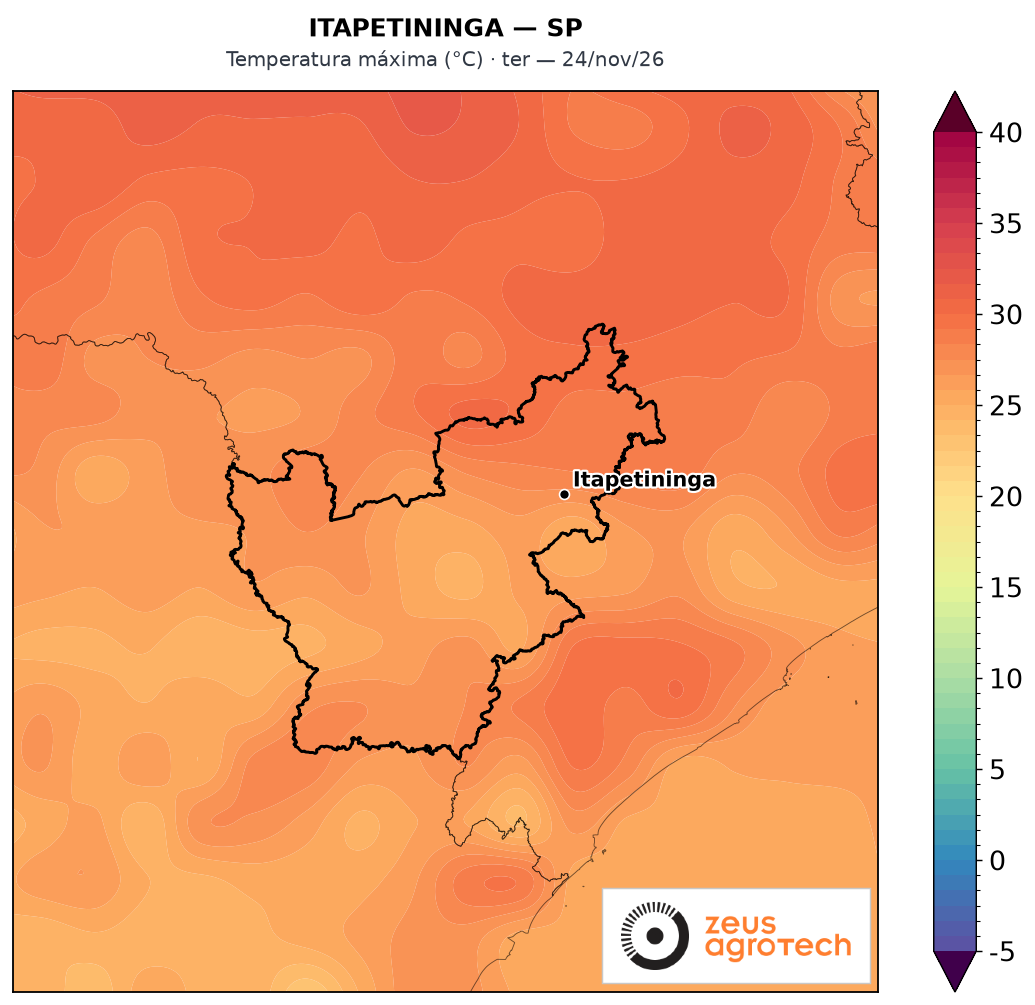 ITAPETININGA — SP
Temperatura máxima (°C) · ter — 24/nov/26
40
35
30
25
20
15
10
5
0
-5
Itapetininga
zeus
agrotech